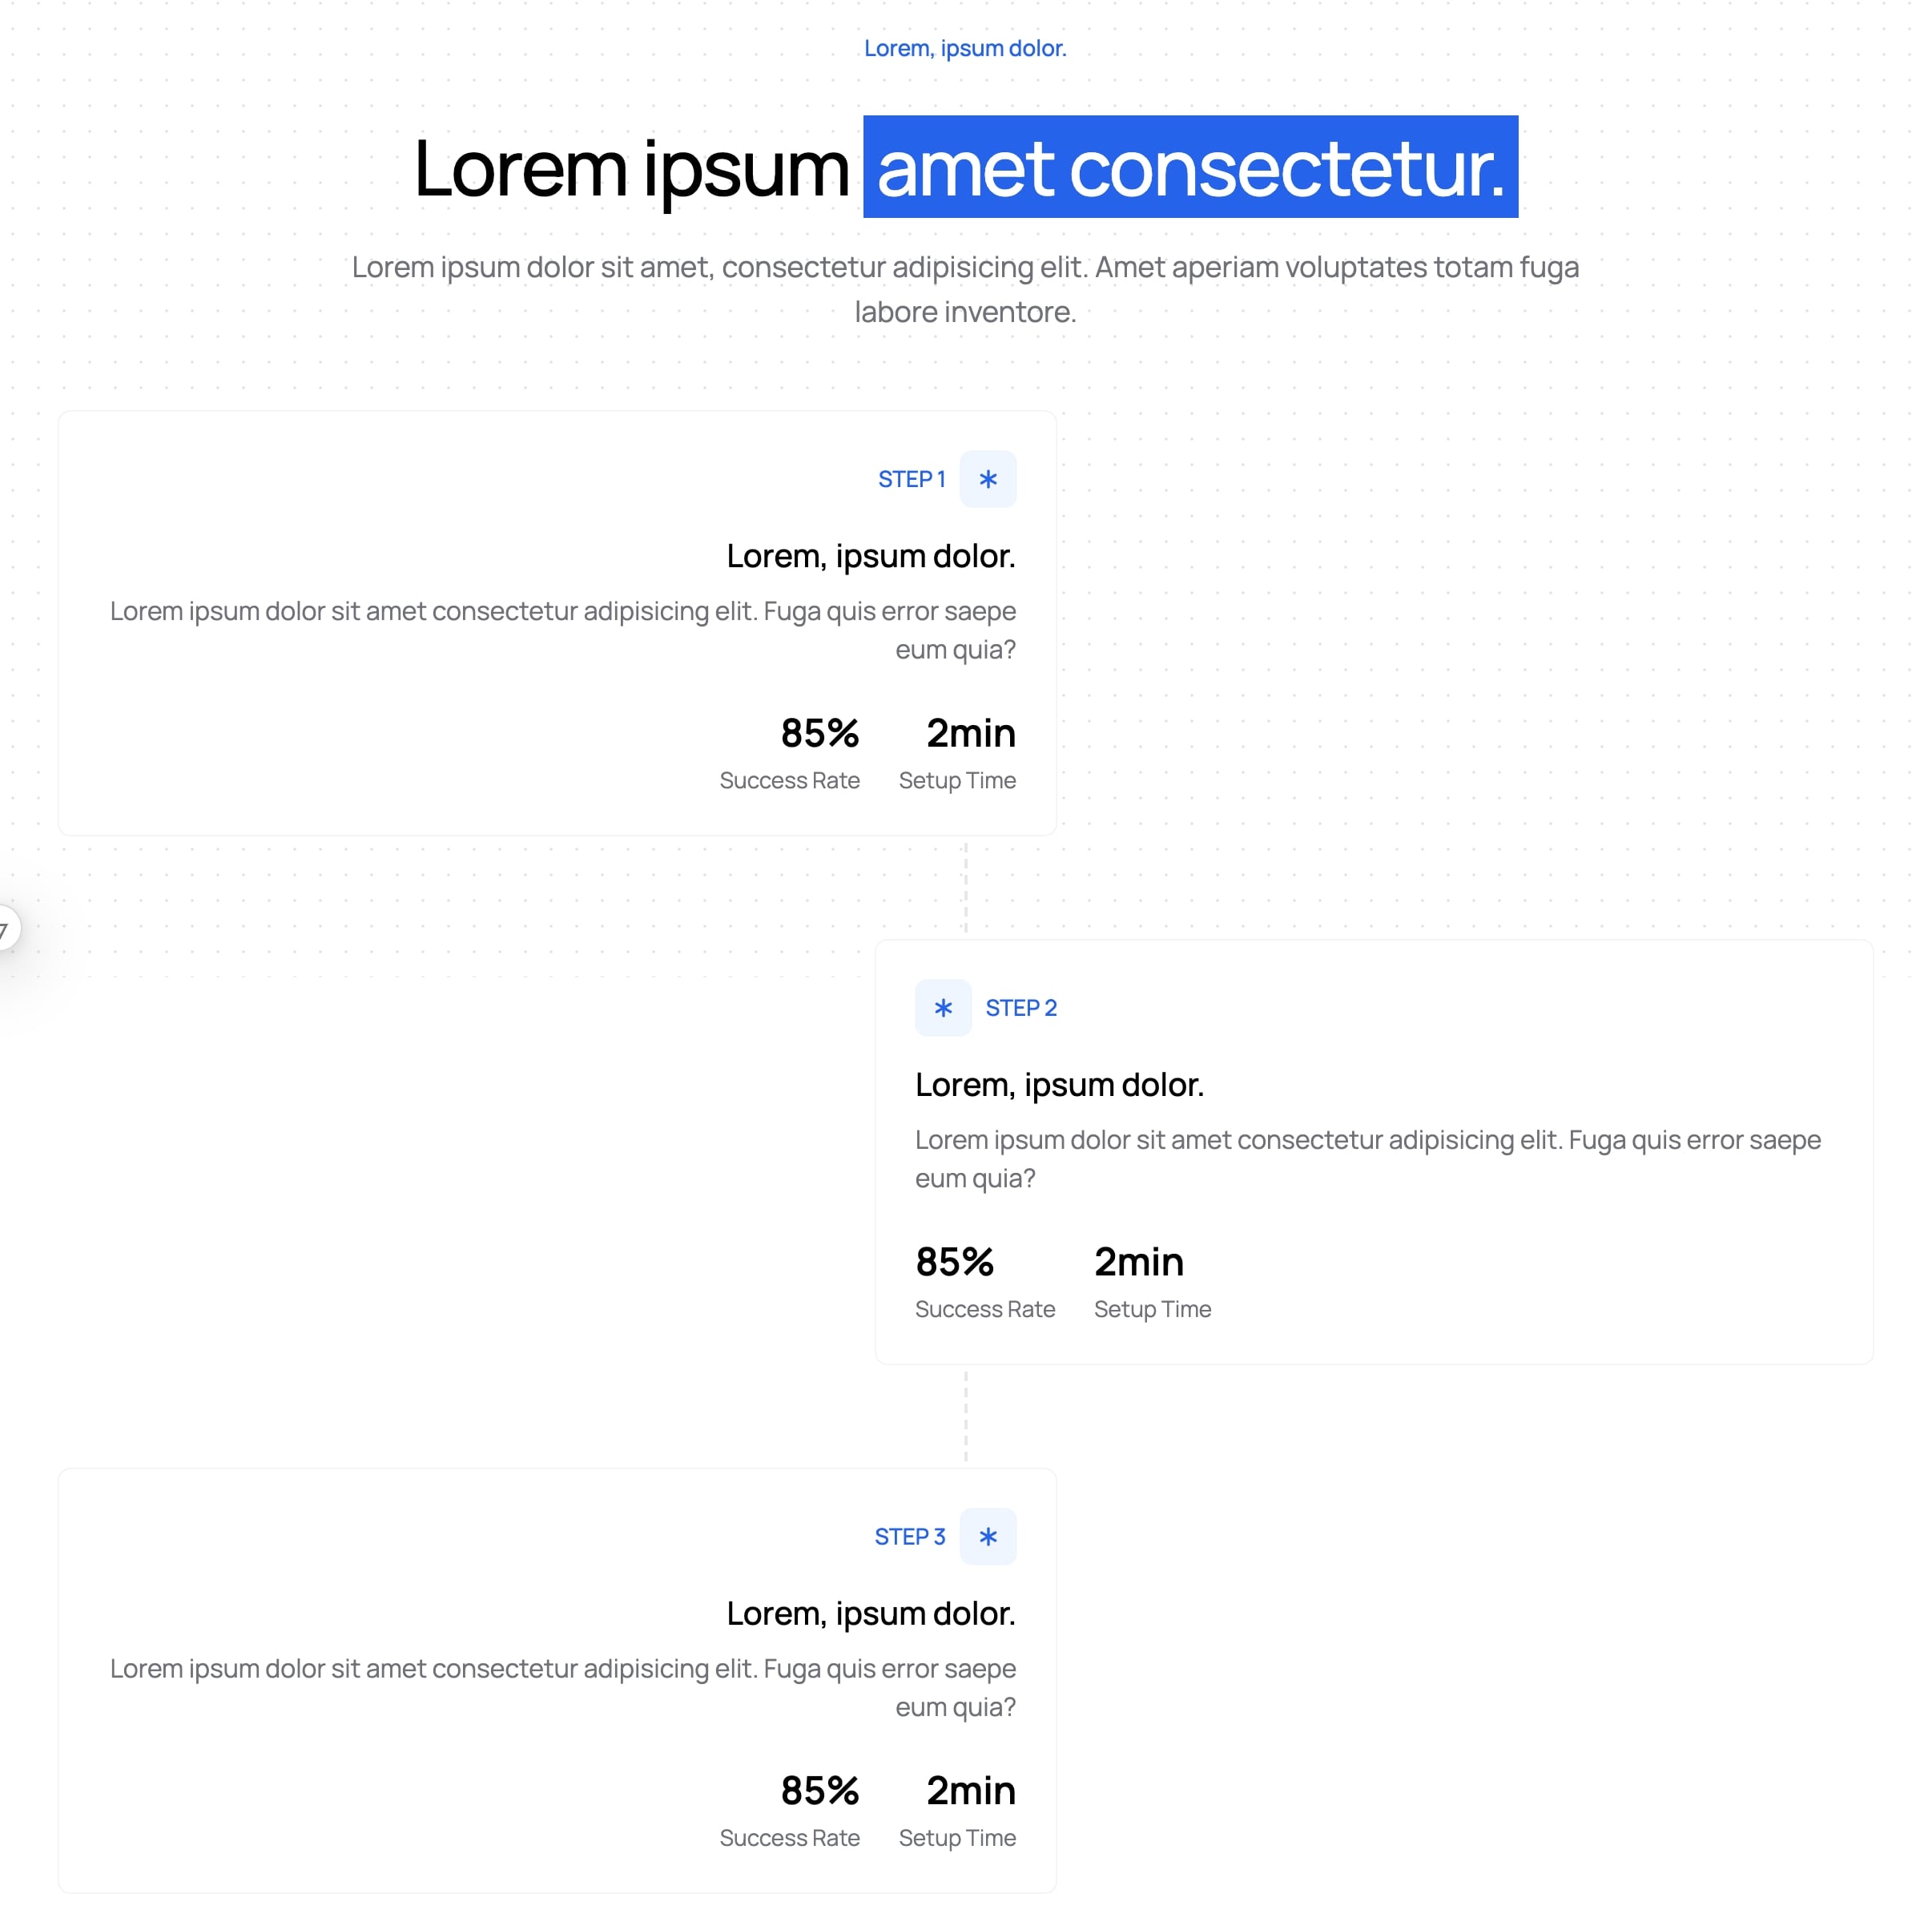 Lorem, ipsum dolor.
Lorem ipsum amet consectetur.
Lorem ipsum dolor sit amet, consectetur adipisicing elit. Amet aperiam voluptates totam fuga
labore inventore.
STEP 1
Lorem, ipsum dolor.
Lorem ipsum dolor sit amet consectetur adipisicing elit. Fuga quis error saepe
eum quia?
85% 2min
Success Rate Setup Time
STEP 2
Lorem, ipsum dolor.
Lorem ipsum dolor sit amet consectetur adipisicing elit. Fuga quis error saepe
eum quia?
85% 2min
Success Rate Setup Time
STEP 3
Lorem, ipsum dolor.
Lorem ipsum dolor sit amet consectetur adipisicing elit. Fuga quis error saepe
eum quia?
85% 2min
Success Rate Setup Time